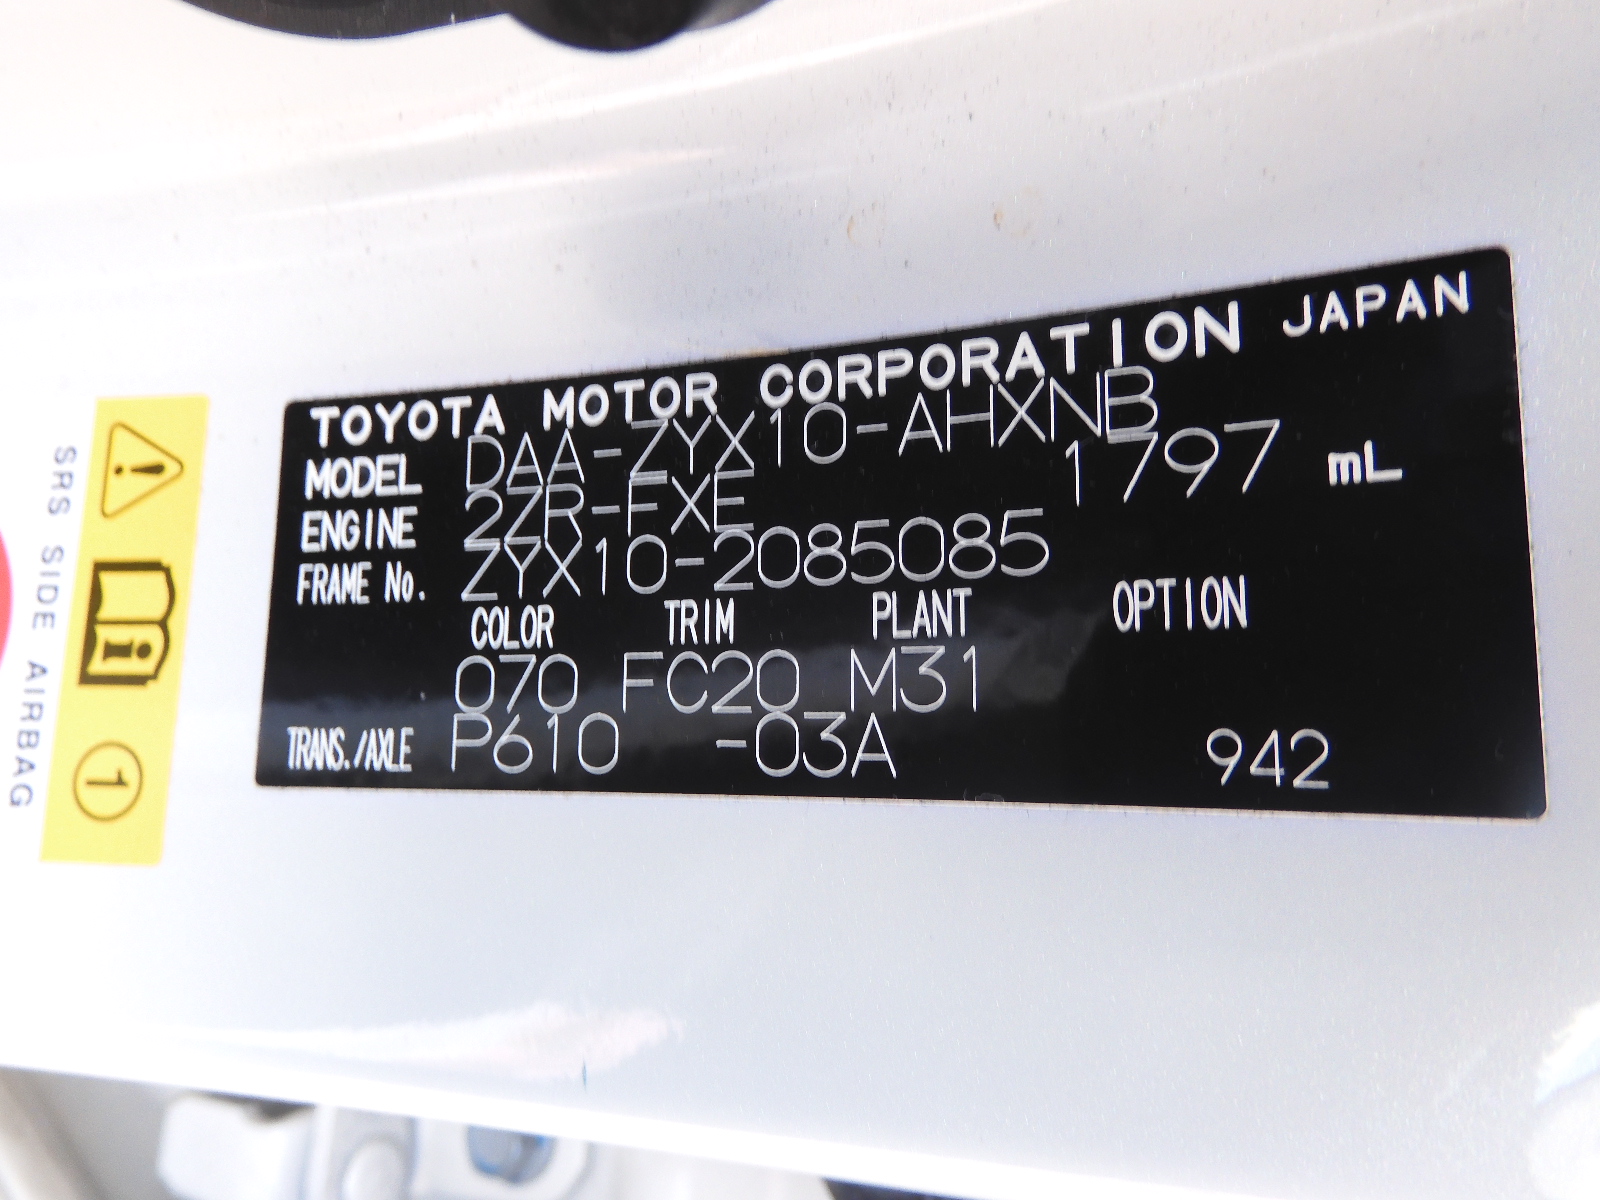 TOYOTA MOTOR CORPORATION JAPAN
MODEL DAA-ZYX10-AHXNB
ENGINE 2ZR-FXE 1797 mL
FRAME No. ZYX10-2085085
COLOR TRIM PLANT OPTION
070 FC20 M31
TRANS./AXLE P610 -03A 942
SRS SIDE AIRBAG
!
i
1